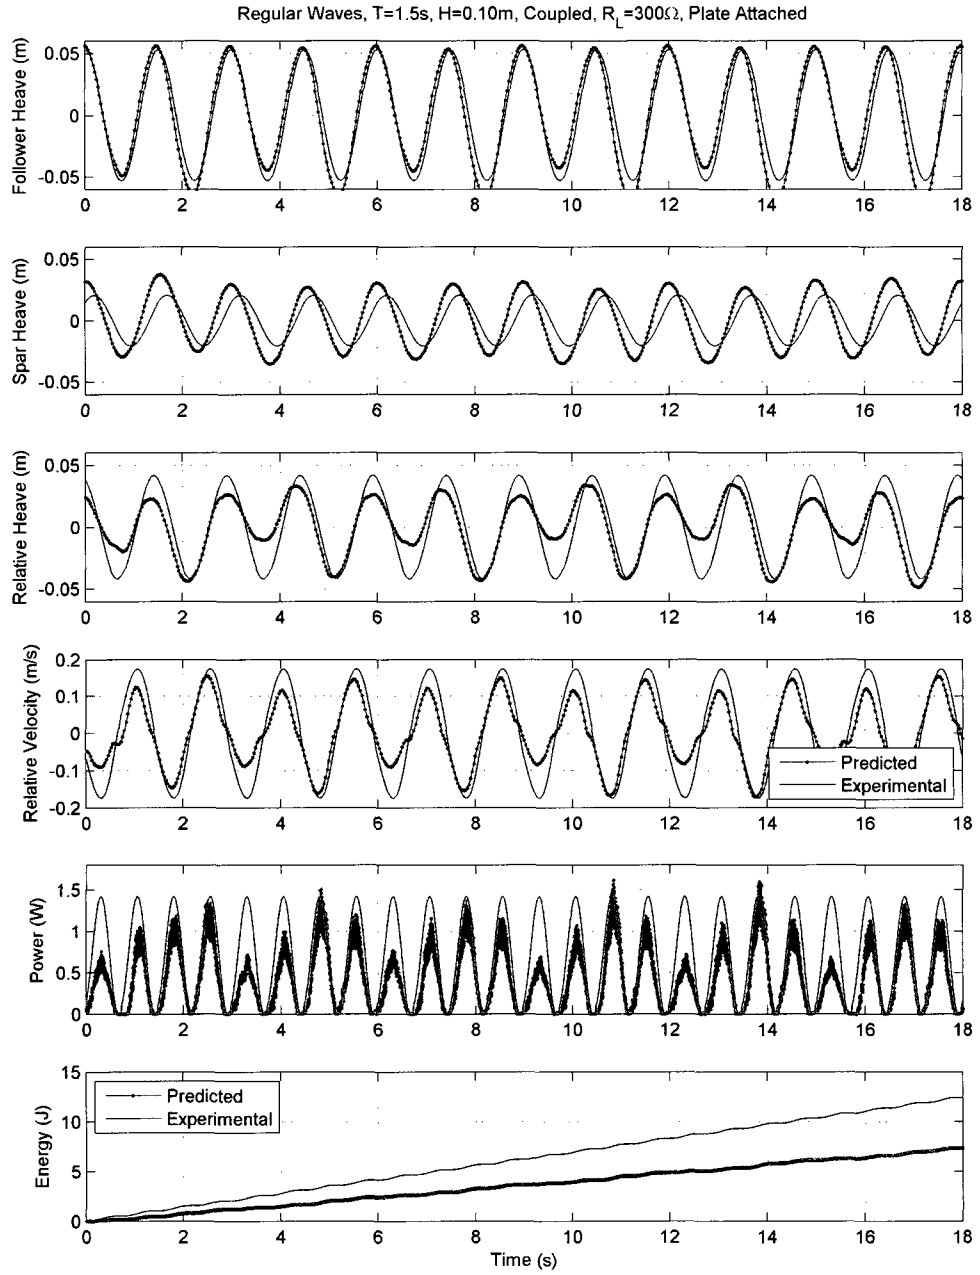 Regular Waves, T=1.5s, H=0.10m, Coupled, R_L=300Ω, Plate Attached
Follower Heave (m)
0.05
0
-0.05
0 2 4 6 8 10 12 14 16 18
Spar Heave (m)
0.05
0
-0.05
0 2 4 6 8 10 12 14 16 18
Relative Heave (m)
0.05
0
-0.05
0 2 4 6 8 10 12 14 16 18
Relative Velocity (m/s)
0.2
0.1
0
-0.1
-0.2
Predicted
Experimental
0 2 4 6 8 10 12 14 16 18
Power (W)
1.5
1
0.5
0
0 2 4 6 8 10 12 14 16 18
Energy (J)
15
10
5
0
Predicted
Experimental
0 2 4 6 8 10 12 14 16 18
Time (s)